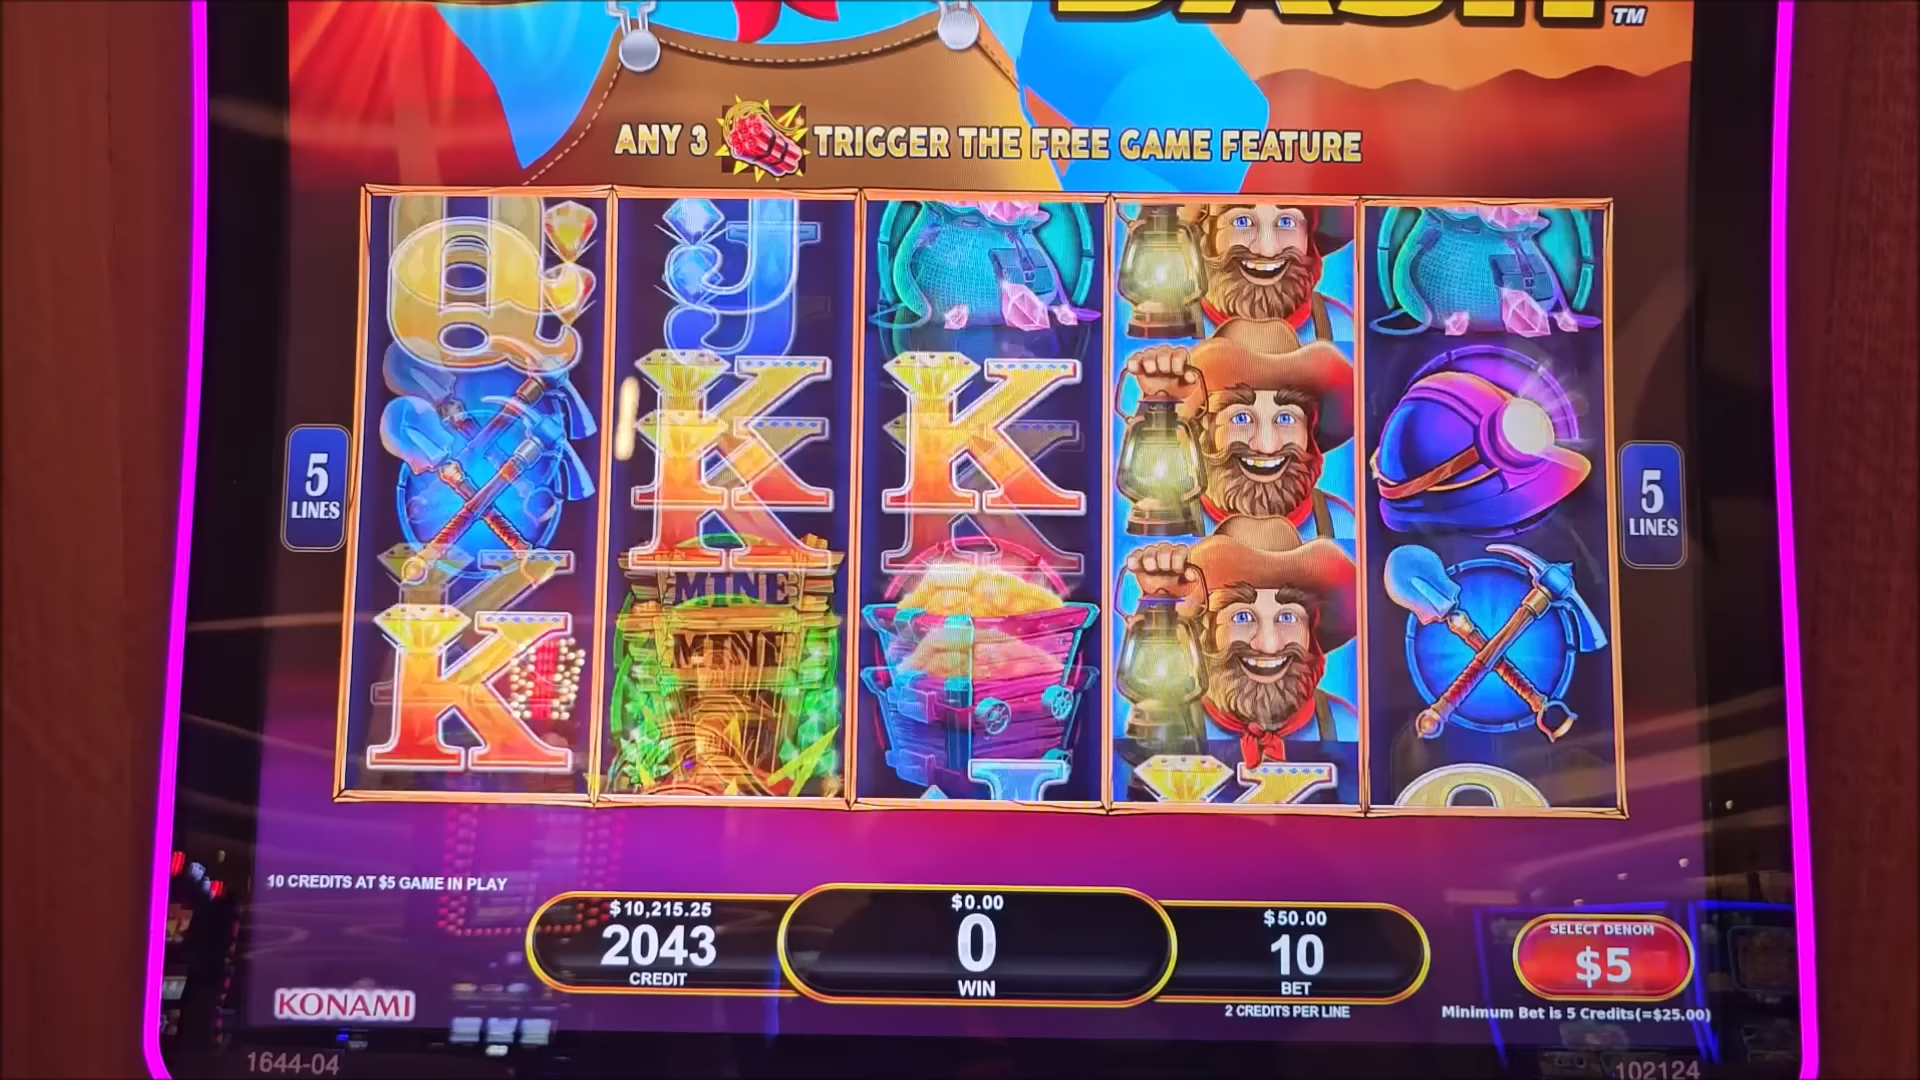 DASH™
ANY 3 TRIGGER THE FREE GAME FEATURE
Q J
K K
MINE
MINE
K
5
LINES
5
LINES
10 CREDITS AT $5 GAME IN PLAY
$10,215.25
2043
CREDIT
$0.00
0
WIN
$50.00
10
BET
2 CREDITS PER LINE
SELECT DENOM
$5
Minimum Bet is 5 Credits(=$25.00)
KONAMI
1644-04
102124